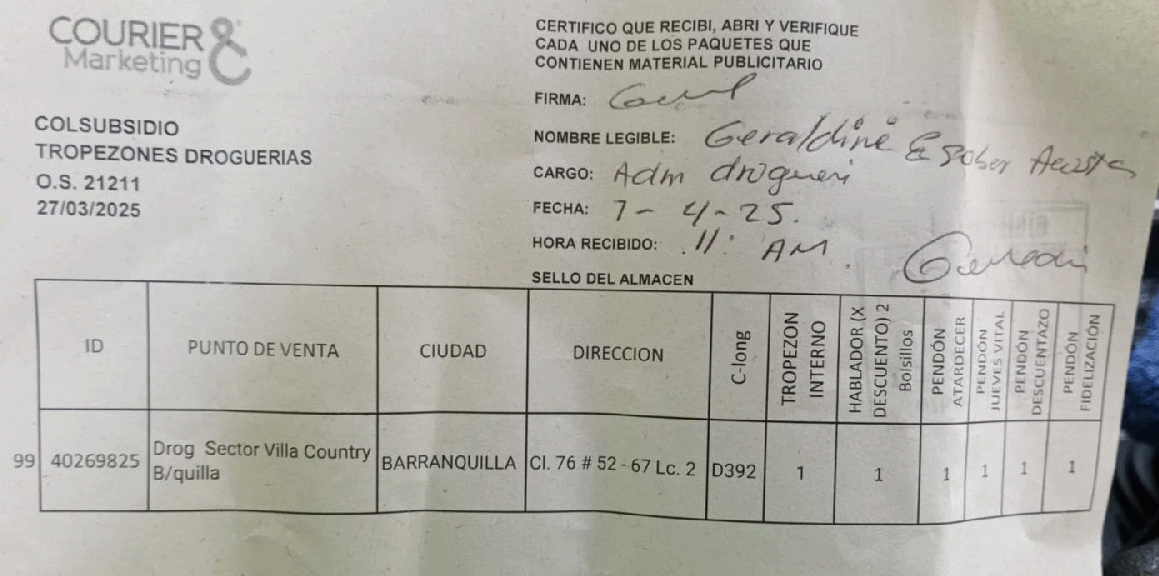 COURIER &
Marketing
COLSUBSIDIO
TROPEZONES DROGUERIAS
O.S. 21211
27/03/2025
CERTIFICO QUE RECIBI, ABRI Y VERIFIQUE
CADA UNO DE LOS PAQUETES QUE
CONTIENEN MATERIAL PUBLICITARIO
FIRMA:
NOMBRE LEGIBLE: Geraldine Escober Acosta
CARGO: Adm drogueri
FECHA: 7-4-25.
HORA RECIBIDO: 11: AM.
SELLO DEL ALMACEN
ID
PUNTO DE VENTA
CIUDAD
DIRECCION
C-long
TROPEZON
INTERNO
HABLADOR (X
DESCUENTO) 2
Bolsillos
PENDÓN
ATARDECER
PENDÓN
JUEVES VITAL
PENDÓN
DESCUENTAZO
PENDÓN
FIDELIZACIÓN
99 40269825 Drog Sector Villa Country
B/quilla
BARRANQUILLA Cl. 76 # 52 - 67 Lc. 2 D392 1 1 1 1 1 1